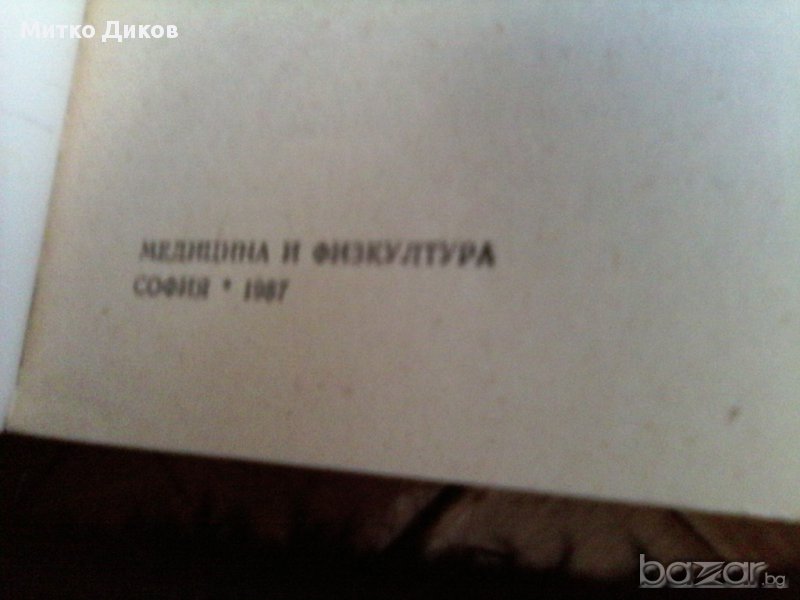 Митко Диков
МЕДИЦИНА И ФИЗКУЛТУРА
СОФИЯ * 1987
bazar.bg